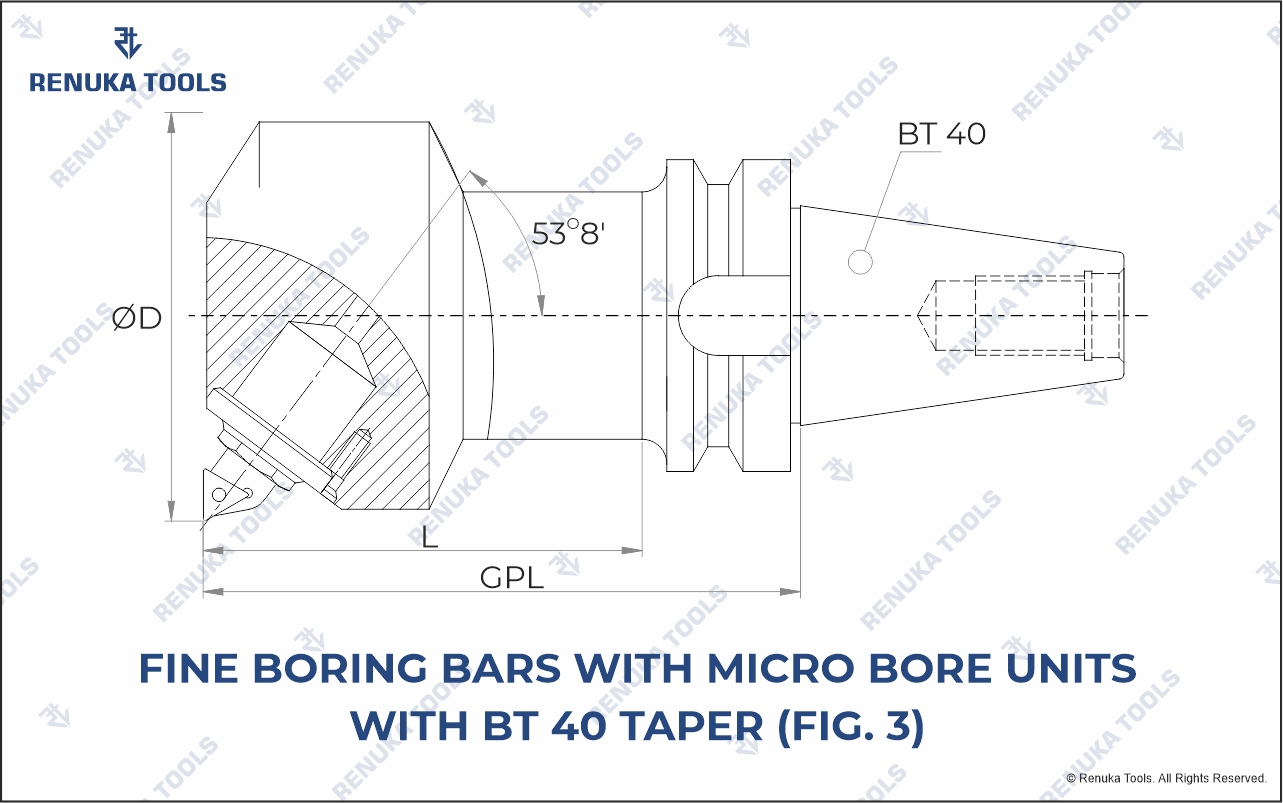 RENUKA TOOLS
BT 40
53°8'
ØD
L
GPL
FINE BORING BARS WITH MICRO BORE UNITS
WITH BT 40 TAPER (FIG. 3)
© Renuka Tools. All Rights Reserved.